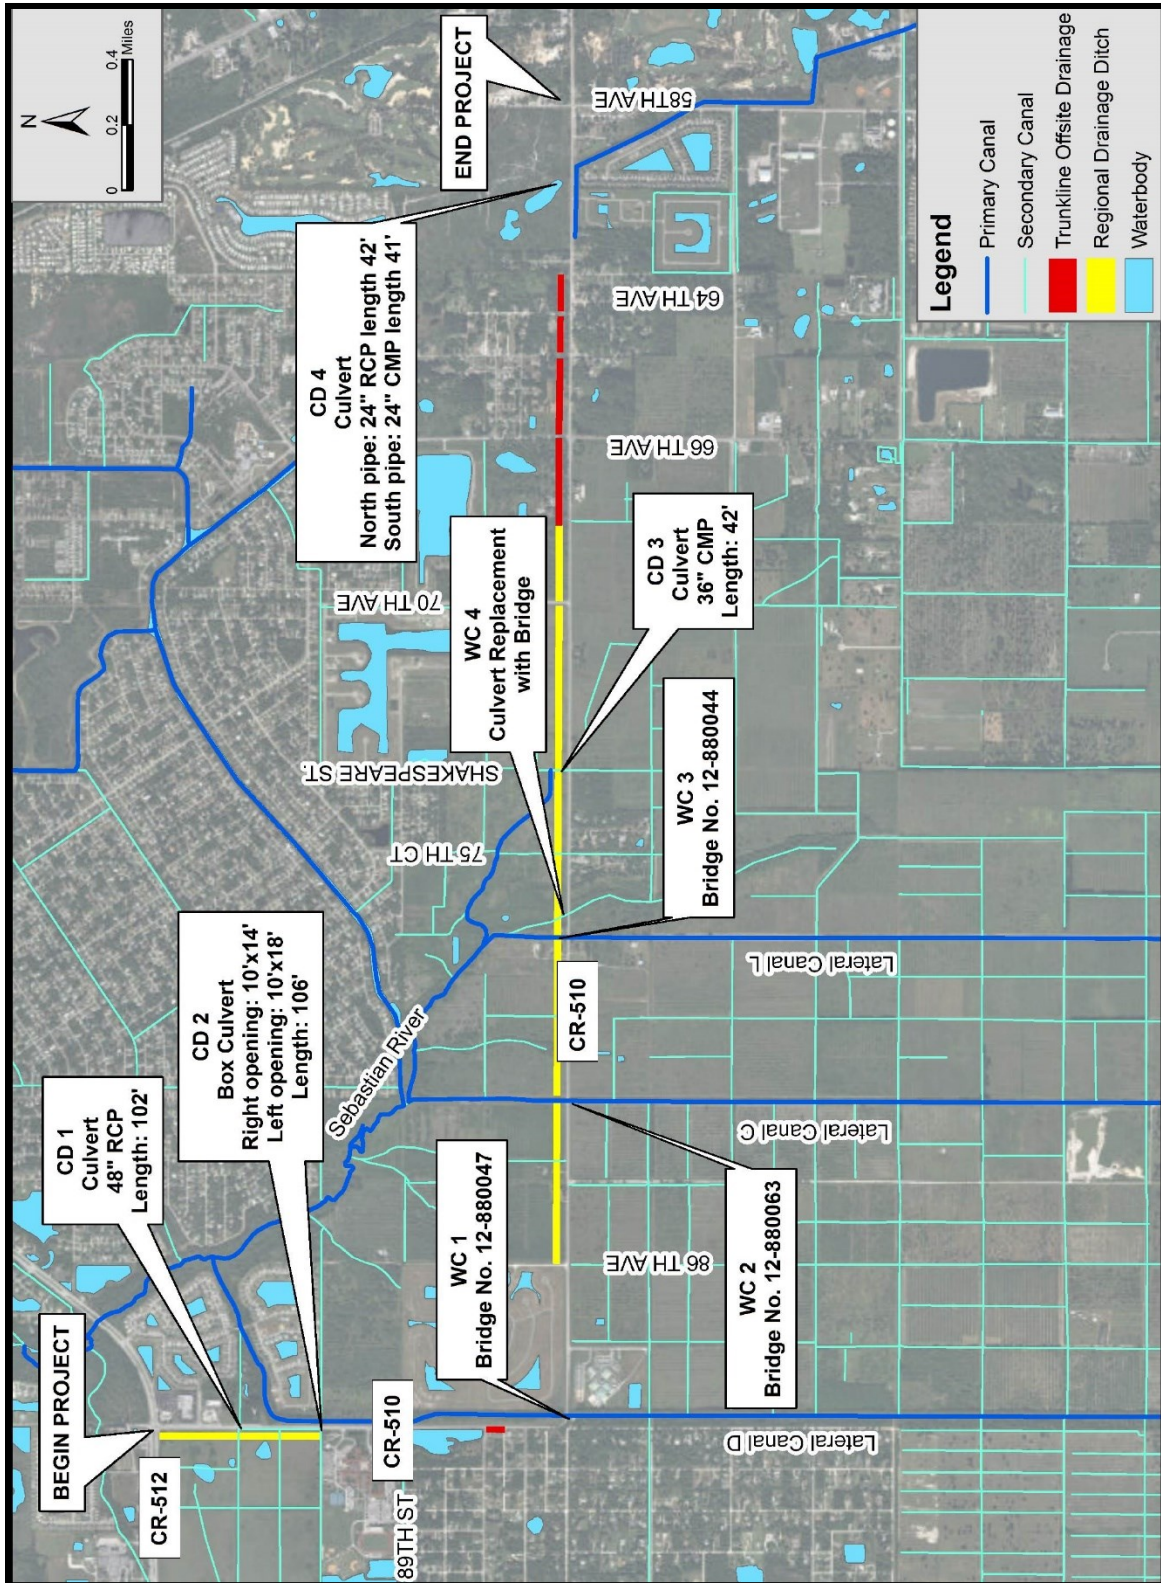 BEGIN PROJECT
CR-512
CD 1
Culvert
48" RCP
Length: 102'
CD 2
Box Culvert
Right opening: 10'x14'
Left opening: 10'x18'
Length: 106'
CD 4
Culvert
North pipe: 24" RCP length 42'
South pipe: 24" CMP length 41'
END PROJECT
N
0
0.2
0.4
Miles
89TH ST
CR-510
Sebastian River
75 TH CT
SHAKESPEARE ST.
70 TH AVE
WC 1
Bridge No. 12-880047
WC 4
Culvert Replacement
with Bridge
CR-510
86 TH AVE
66 TH AVE
64 TH AVE
58TH AVE
WC 2
Bridge No. 12-880063
WC 3
Bridge No. 12-880044
CD 3
Culvert
36" CMP
Length: 42'
Lateral Canal D
Lateral Canal C
Lateral Canal L
Legend
Primary Canal
Secondary Canal
Trunkline Offsite Drainage
Regional Drainage Ditch
Waterbody